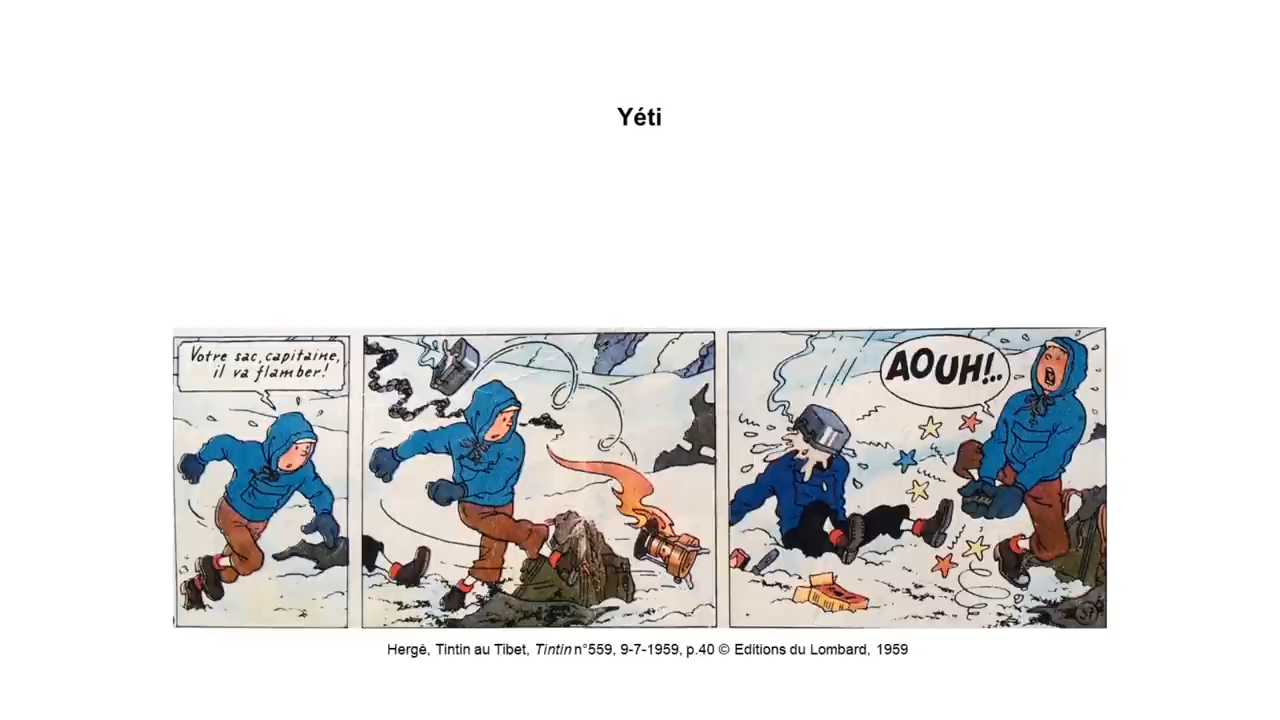 Yéti
Votre sac, capitaine,
il va flamber!
AOUH!..
Hergé, Tintin au Tibet, Tintin n°559, 9-7-1959, p.40 © Editions du Lombard, 1959